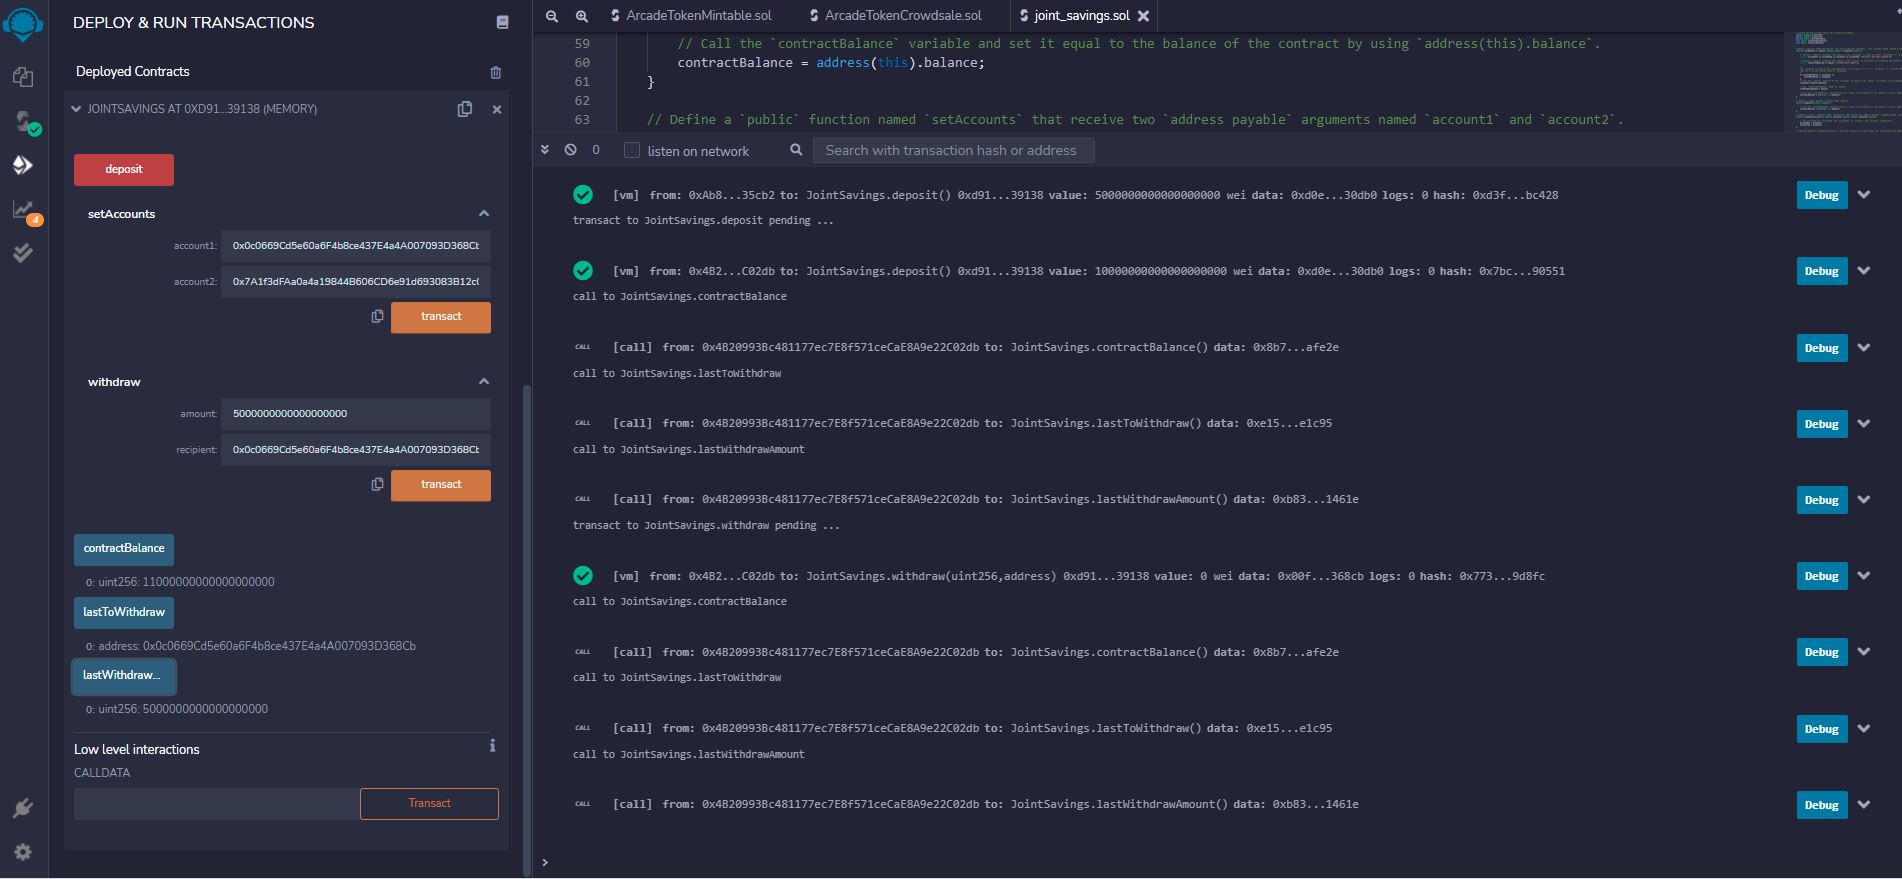 DEPLOY & RUN TRANSACTIONS
Deployed Contracts
JOINTSAVINGS AT 0XD91...39138 (MEMORY)
deposit
setAccounts
account1: 0x0c0669Cd5e60a6F4b8ce437E4a4A007093D368Cb
account2: 0x7A1f3dFAa0a4a19844B606CD6e91d693083B12c0
transact
withdraw
amount: 5000000000000000000
recipient: 0x0c0669Cd5e60a6F4b8ce437E4a4A007093D368Cb
transact
contractBalance
0: uint256: 11000000000000000000
lastToWithdraw
0: address: 0x0c0669Cd5e60a6F4b8ce437E4a4A007093D368Cb
lastWithdraw...
0: uint256: 5000000000000000000
Low level interactions
CALLDATA
Transact
4
ArcadeTokenMintable.sol ArcadeTokenCrowdsale.sol joint_savings.sol
59 // Call the `contractBalance` variable and set it equal to the balance of the contract by using `address(this).balance`.
60 contractBalance = address(this).balance;
61 }
62
63 // Define a `public` function named `setAccounts` that receive two `address payable` arguments named `account1` and `account2`.
0 listen on network Search with transaction hash or address
[vm] from: 0xAb8...35cb2 to: JointSavings.deposit() 0xd91...39138 value: 5000000000000000000 wei data: 0xd0e...30db0 logs: 0 hash: 0xd3f...bc428 Debug
transact to JointSavings.deposit pending ...
[vm] from: 0x4B2...C02db to: JointSavings.deposit() 0xd91...39138 value: 10000000000000000000 wei data: 0xd0e...30db0 logs: 0 hash: 0x7bc...90551 Debug
call to JointSavings.contractBalance
CALL [call] from: 0x4B20993Bc481177ec7E8f571ceCaE8A9e22C02db to: JointSavings.contractBalance() data: 0x8b7...afe2e Debug
call to JointSavings.lastToWithdraw
CALL [call] from: 0x4B20993Bc481177ec7E8f571ceCaE8A9e22C02db to: JointSavings.lastToWithdraw() data: 0xe15...e1c95 Debug
call to JointSavings.lastWithdrawAmount
CALL [call] from: 0x4B20993Bc481177ec7E8f571ceCaE8A9e22C02db to: JointSavings.lastWithdrawAmount() data: 0xb83...1461e Debug
transact to JointSavings.withdraw pending ...
[vm] from: 0x4B2...C02db to: JointSavings.withdraw(uint256,address) 0xd91...39138 value: 0 wei data: 0x00f...368cb logs: 0 hash: 0x773...9d8fc Debug
call to JointSavings.contractBalance
CALL [call] from: 0x4B20993Bc481177ec7E8f571ceCaE8A9e22C02db to: JointSavings.contractBalance() data: 0x8b7...afe2e Debug
call to JointSavings.lastToWithdraw
CALL [call] from: 0x4B20993Bc481177ec7E8f571ceCaE8A9e22C02db to: JointSavings.lastToWithdraw() data: 0xe15...e1c95 Debug
call to JointSavings.lastWithdrawAmount
CALL [call] from: 0x4B20993Bc481177ec7E8f571ceCaE8A9e22C02db to: JointSavings.lastWithdrawAmount() data: 0xb83...1461e Debug
>